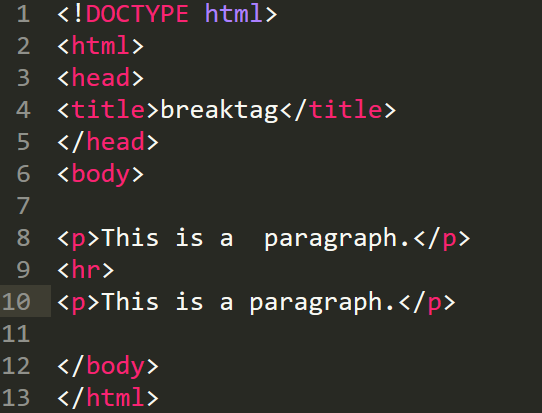 1 <!DOCTYPE html>
2 <html>
3 <head>
4 <title>breaktag</title>
5 </head>
6 <body>
7
8 <p>This is a  paragraph.</p>
9 <hr>
10 <p>This is a paragraph.</p>
11
12 </body>
13 </html>